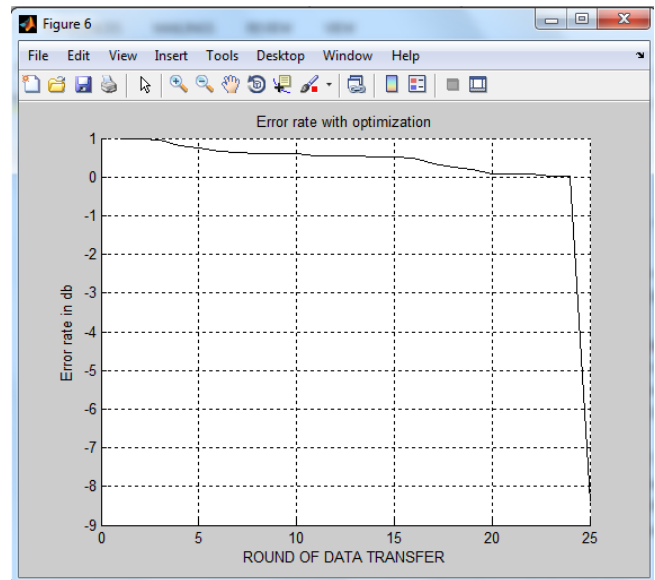 Figure 6
File Edit View Insert Tools Desktop Window Help
Error rate with optimization
1
0
-1
-2
-3
-4
-5
-6
-7
-8
-9
Error rate in db
0 5 10 15 20 25
ROUND OF DATA TRANSFER